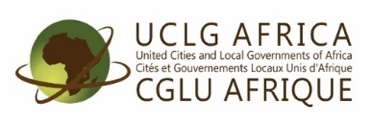 UCLG AFRICA
United Cities and Local Governments of Africa
Cités et Gouvernements Locaux Unis d'Afrique
CGLU AFRIQUE